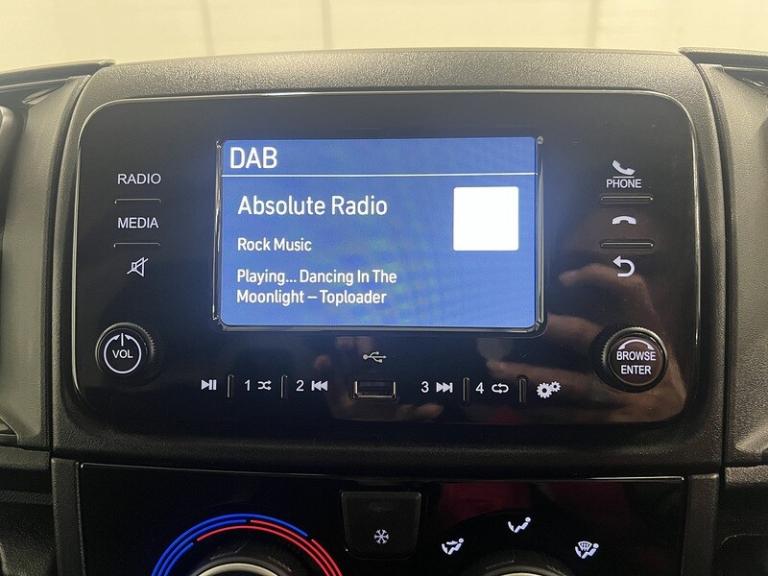 DAB
Absolute Radio
Rock Music
Playing... Dancing In The
Moonlight – Toploader
RADIO
MEDIA
VOL
PHONE
BROWSE
ENTER
1 2 3 4